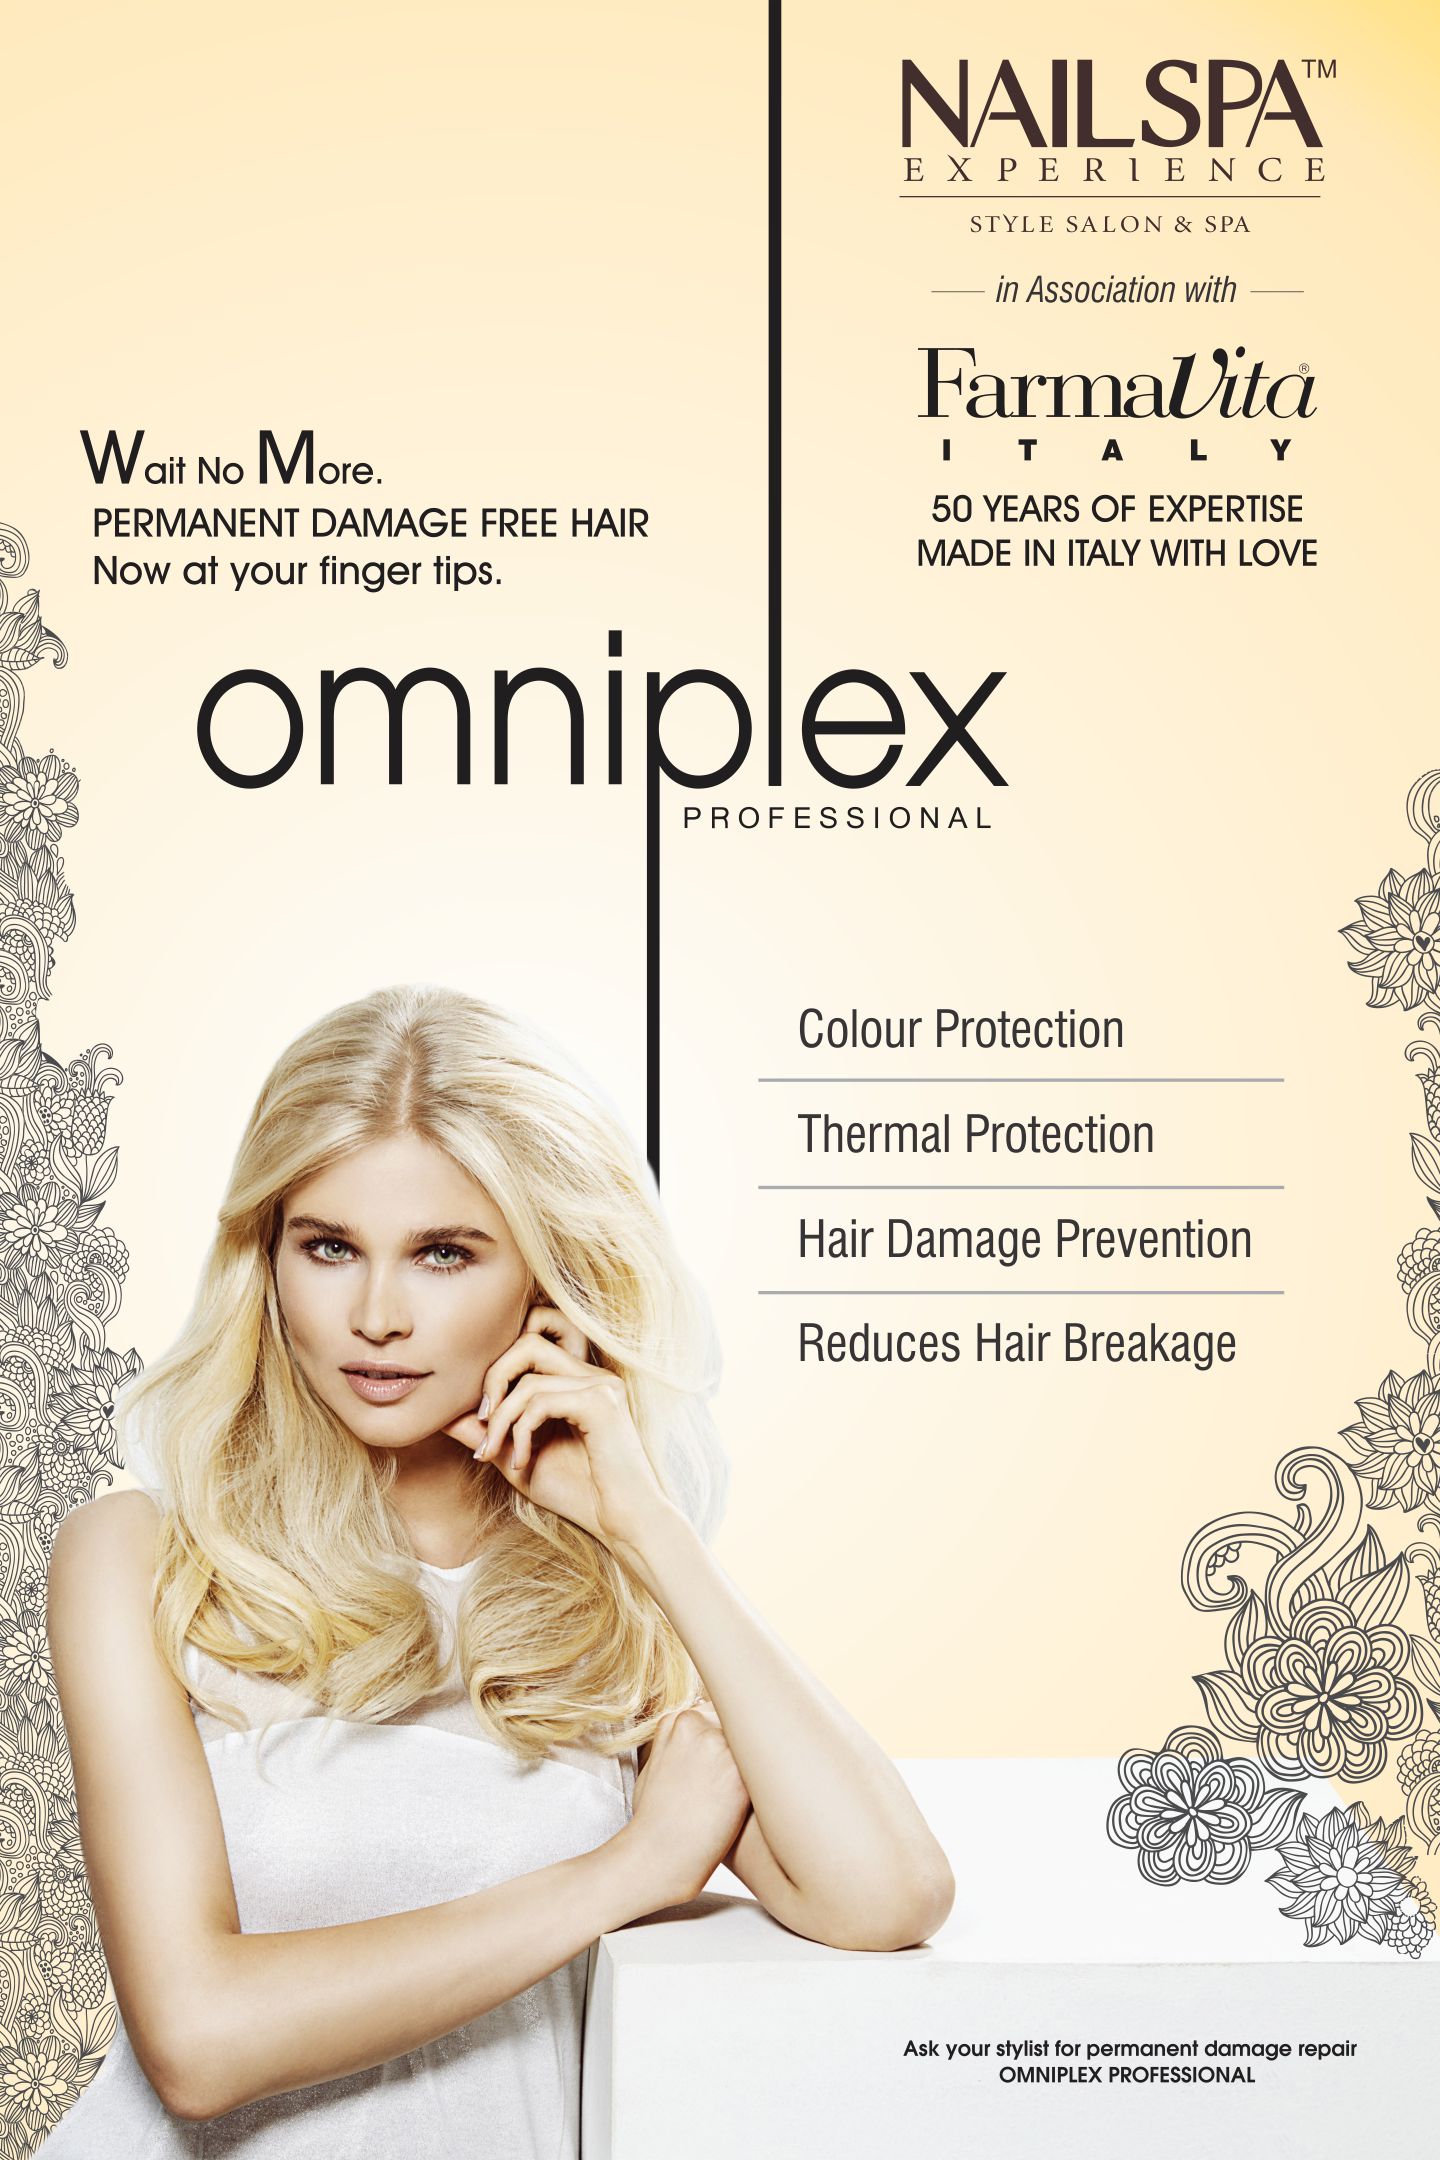 NAILSPA™
EXPERIENCE
STYLE SALON & SPA
in Association with
FarmaVita®
ITALY
50 YEARS OF EXPERTISE
MADE IN ITALY WITH LOVE
Wait No More.
PERMANENT DAMAGE FREE HAIR
Now at your finger tips.
omniplex
PROFESSIONAL
Colour Protection
Thermal Protection
Hair Damage Prevention
Reduces Hair Breakage
Ask your stylist for permanent damage repair
OMNIPLEX PROFESSIONAL